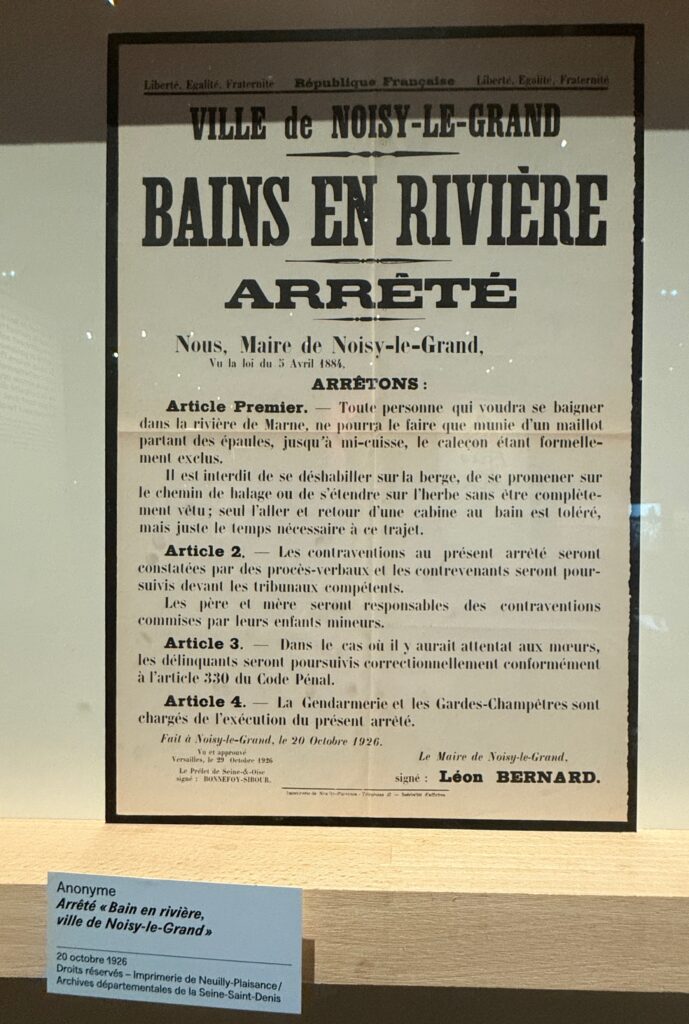 Liberté, Egalité, Fraternité République Française Liberté, Egalité, Fraternité
VILLE de NOISY-LE-GRAND
BAINS EN RIVIÈRE
ARRÊTÉ
Nous, Maire de Noisy-le-Grand,
Vu la loi du 5 Avril 1884,
ARRÊTONS :
Article Premier. — Toute personne qui voudra se baigner
dans la rivière de Marne, ne pourra le faire que munie d'un maillot
partant des épaules, jusqu'à mi-cuisse, le caleçon étant formelle-
ment exclus.
Il est interdit de se déshabiller sur la berge, de se promener sur
le chemin de halage ou de s'étendre sur l'herbe sans être complète-
ment vêtu ; seul l'aller et retour d'une cabine au bain est toléré,
mais juste le temps nécessaire à ce trajet.
Article 2. — Les contraventions au présent arrêté seront
constatées par des procès-verbaux et les contrevenants seront pour-
suivis devant les tribunaux compétents.
Les père et mère seront responsables des contraventions
commises par leurs enfants mineurs.
Article 3. — Dans le cas où il y aurait attentat aux mœurs,
les délinquants seront poursuivis correctionnellement conformément
à l'article 330 du Code Pénal.
Article 4. — La Gendarmerie et les Gardes-Champêtres sont
chargés de l'exécution du présent arrêté.
Fait à Noisy-le-Grand, le 20 Octobre 1926.
Vu et approuvé
Versailles, le 29 Octobre 1926
Le Préfet de Seine-&-Oise
signé : BONNEFOY-SIBOUR.
Le Maire de Noisy-le-Grand,
signé : Léon BERNARD.
Imprimerie de Neuilly-Plaisance - Téléphone
Anonyme
Arrêté « Bain en rivière,
ville de Noisy-le-Grand »
20 octobre 1926
Droits réservés – Imprimerie de Neuilly-Plaisance/
Archives départementales de la Seine-Saint-Denis